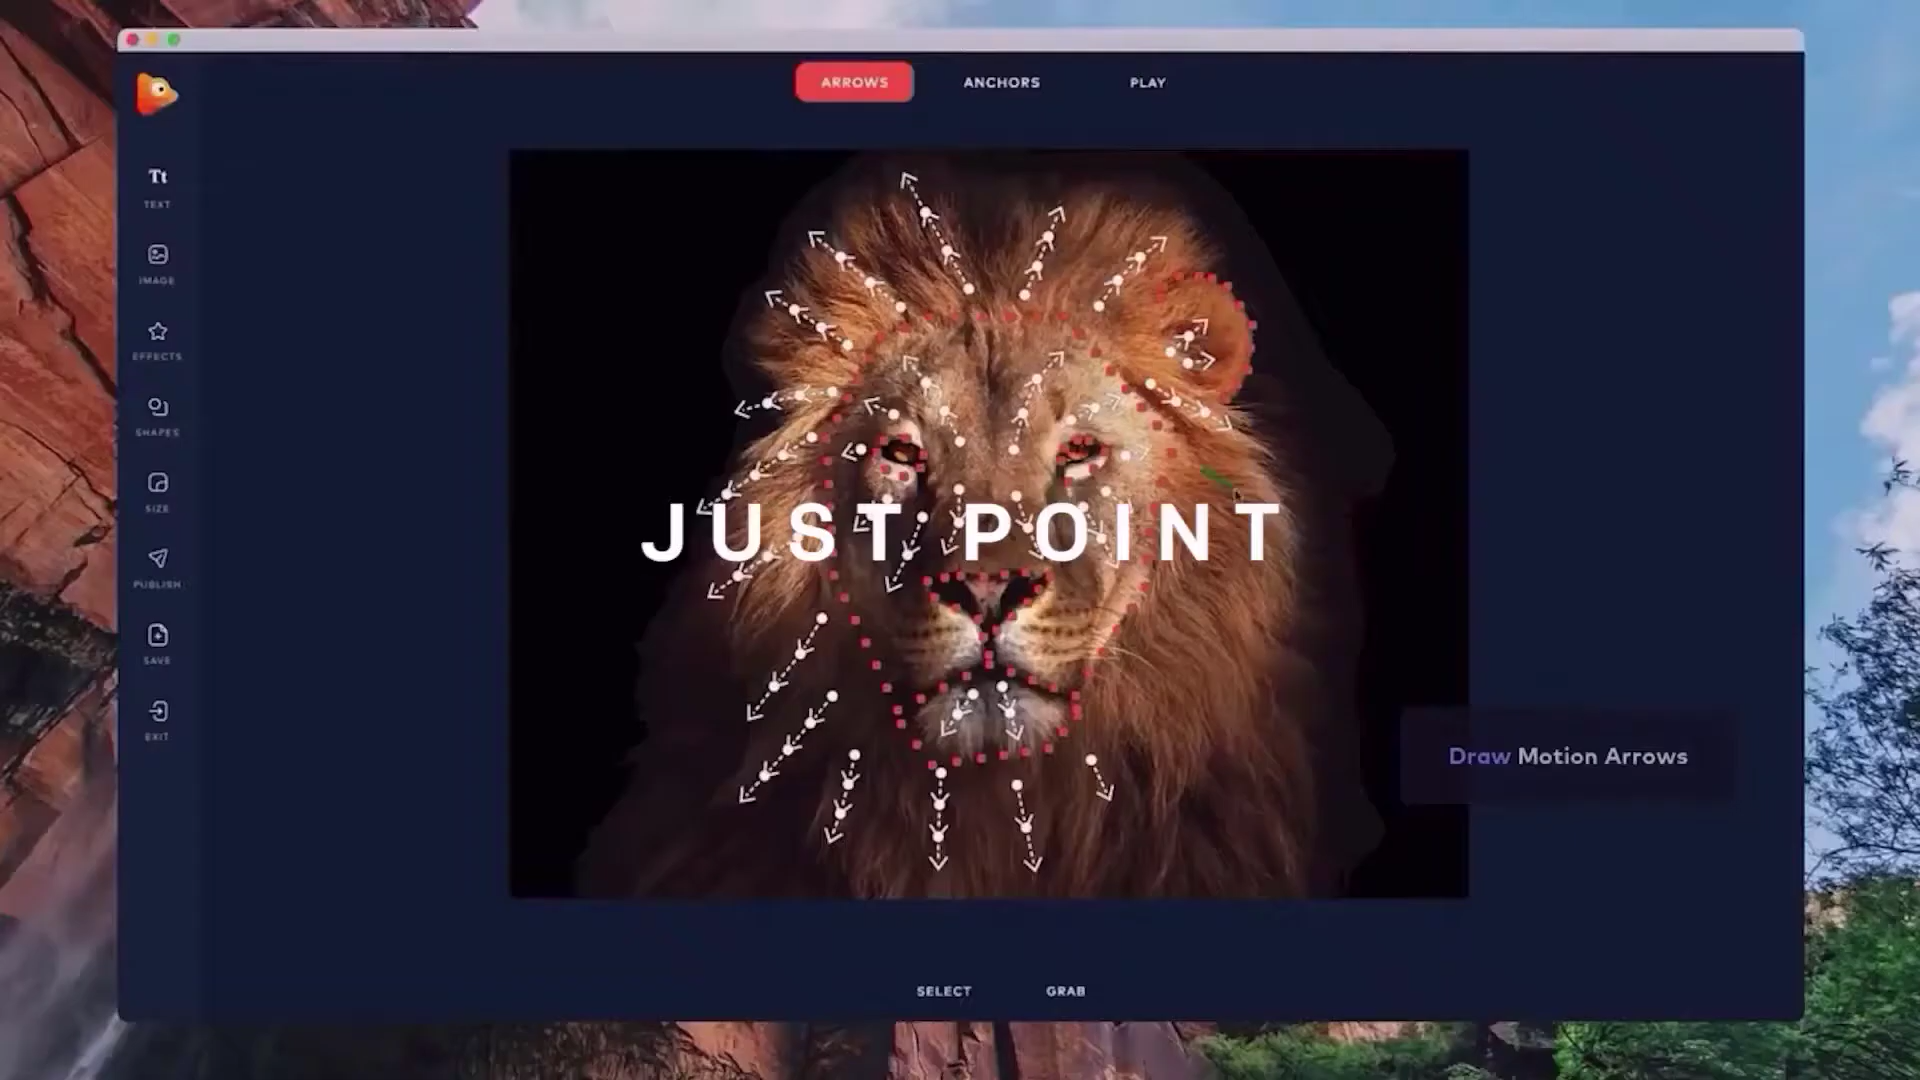 ARROWS
ANCHORS
PLAY
Tt
TEXT
IMAGE
EFFECTS
SHAPES
SIZE
PUBLISH
SAVE
EXIT
JUST POINT
Draw Motion Arrows
SELECT
GRAB